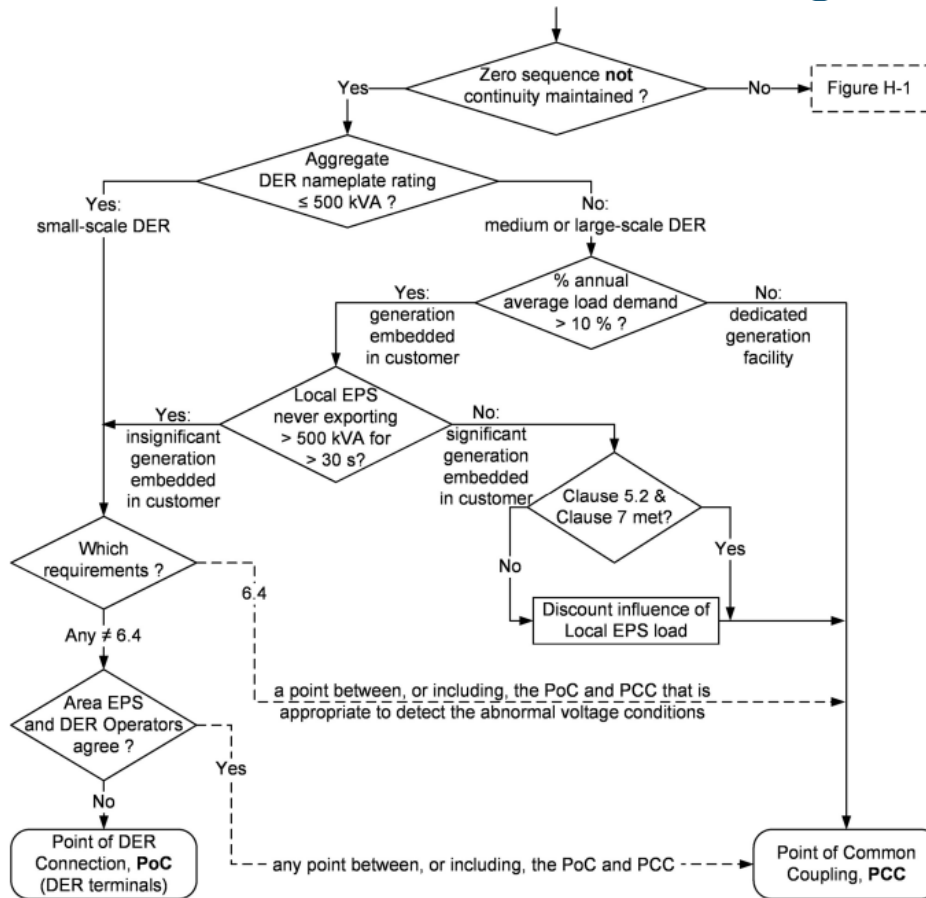 Zero sequence not
continuity maintained ?
Yes
No
Figure H-1
Aggregate
DER nameplate rating
≤ 500 kVA ?
Yes:
small-scale DER
No:
medium or large-scale DER
% annual
average load demand
> 10 % ?
Yes:
generation
embedded
in customer
No:
dedicated
generation
facility
Local EPS
never exporting
> 500 kVA for
> 30 s?
Yes:
insignificant
generation
embedded
in customer
No:
significant
generation
embedded
in customer
Clause 5.2 &
Clause 7 met?
No
Yes
Discount influence of
Local EPS load
Which
requirements ?
6.4
Any ≠ 6.4
a point between, or including, the PoC and PCC that is
appropriate to detect the abnormal voltage conditions
Area EPS
and DER Operators
agree ?
Yes
No
Point of DER
Connection, PoC
(DER terminals)
any point between, or including, the PoC and PCC
Point of Common
Coupling, PCC